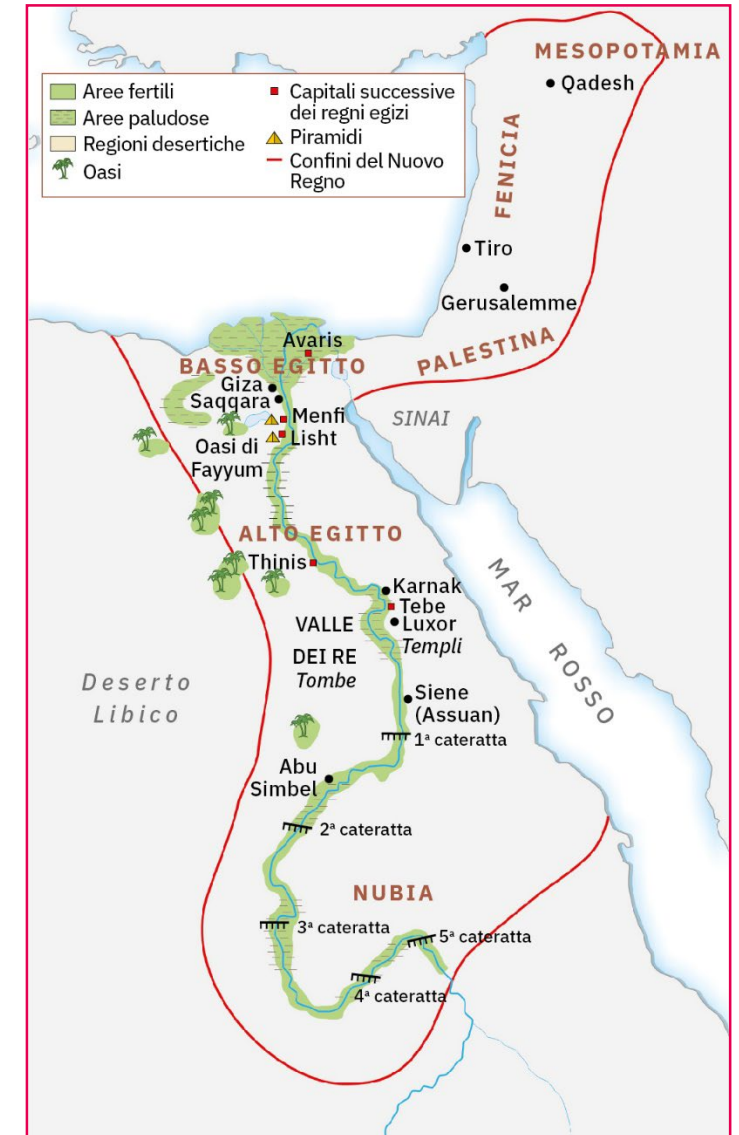 MESOPOTAMIA
Qadesh
Aree fertili
Aree paludose
Regioni desertiche
Oasi
Capitali successive
dei regni egizi
Piramidi
Confini del Nuovo
Regno
FENICIA
Tiro
Gerusalemme
PALESTINA
Avaris
BASSO EGITTO
Giza
Saqqara
Menfi
Lisht
SINAI
Oasi di
Fayyum
ALTO EGITTO
Thinis
Karnak
Tebe
Luxor
Templi
VALLE
DEI RE
Tombe
MAR ROSSO
Deserto
Libico
Siene
(Assuan)
1ª cateratta
Abu
Simbel
2ª cateratta
NUBIA
3ª cateratta
5ª cateratta
4ª cateratta